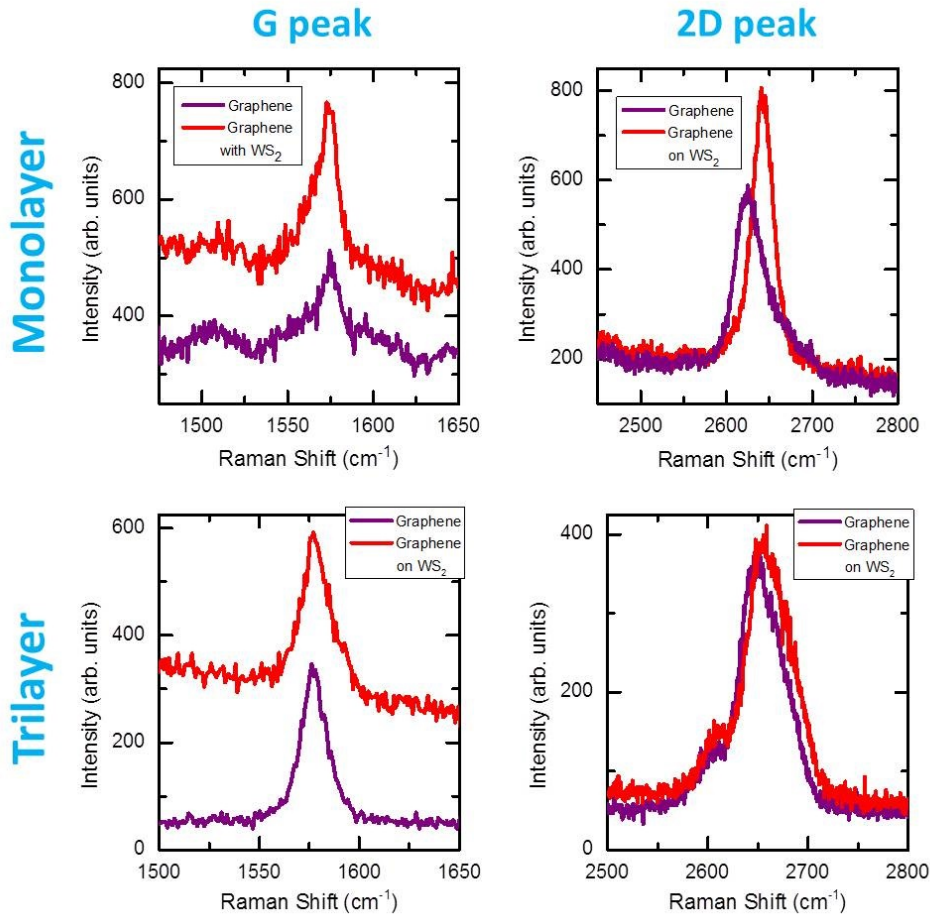 G peak
2D peak
Monolayer
Intensity (arb. units)
800
600
400
Graphene
Graphene
with WS₂
1500
1550
1600
1650
Raman Shift (cm⁻¹)
Intensity (arb. units)
800
600
400
200
Graphene
Graphene
on WS₂
2500
2600
2700
2800
Raman Shift (cm⁻¹)
Trilayer
Intensity (arb. units)
600
400
200
0
Graphene
Graphene
on WS₂
1500
1550
1600
1650
Raman Shift (cm⁻¹)
Intensity (arb. units)
400
200
0
Graphene
Graphene
on WS₂
2500
2600
2700
2800
Raman Shift (cm⁻¹)